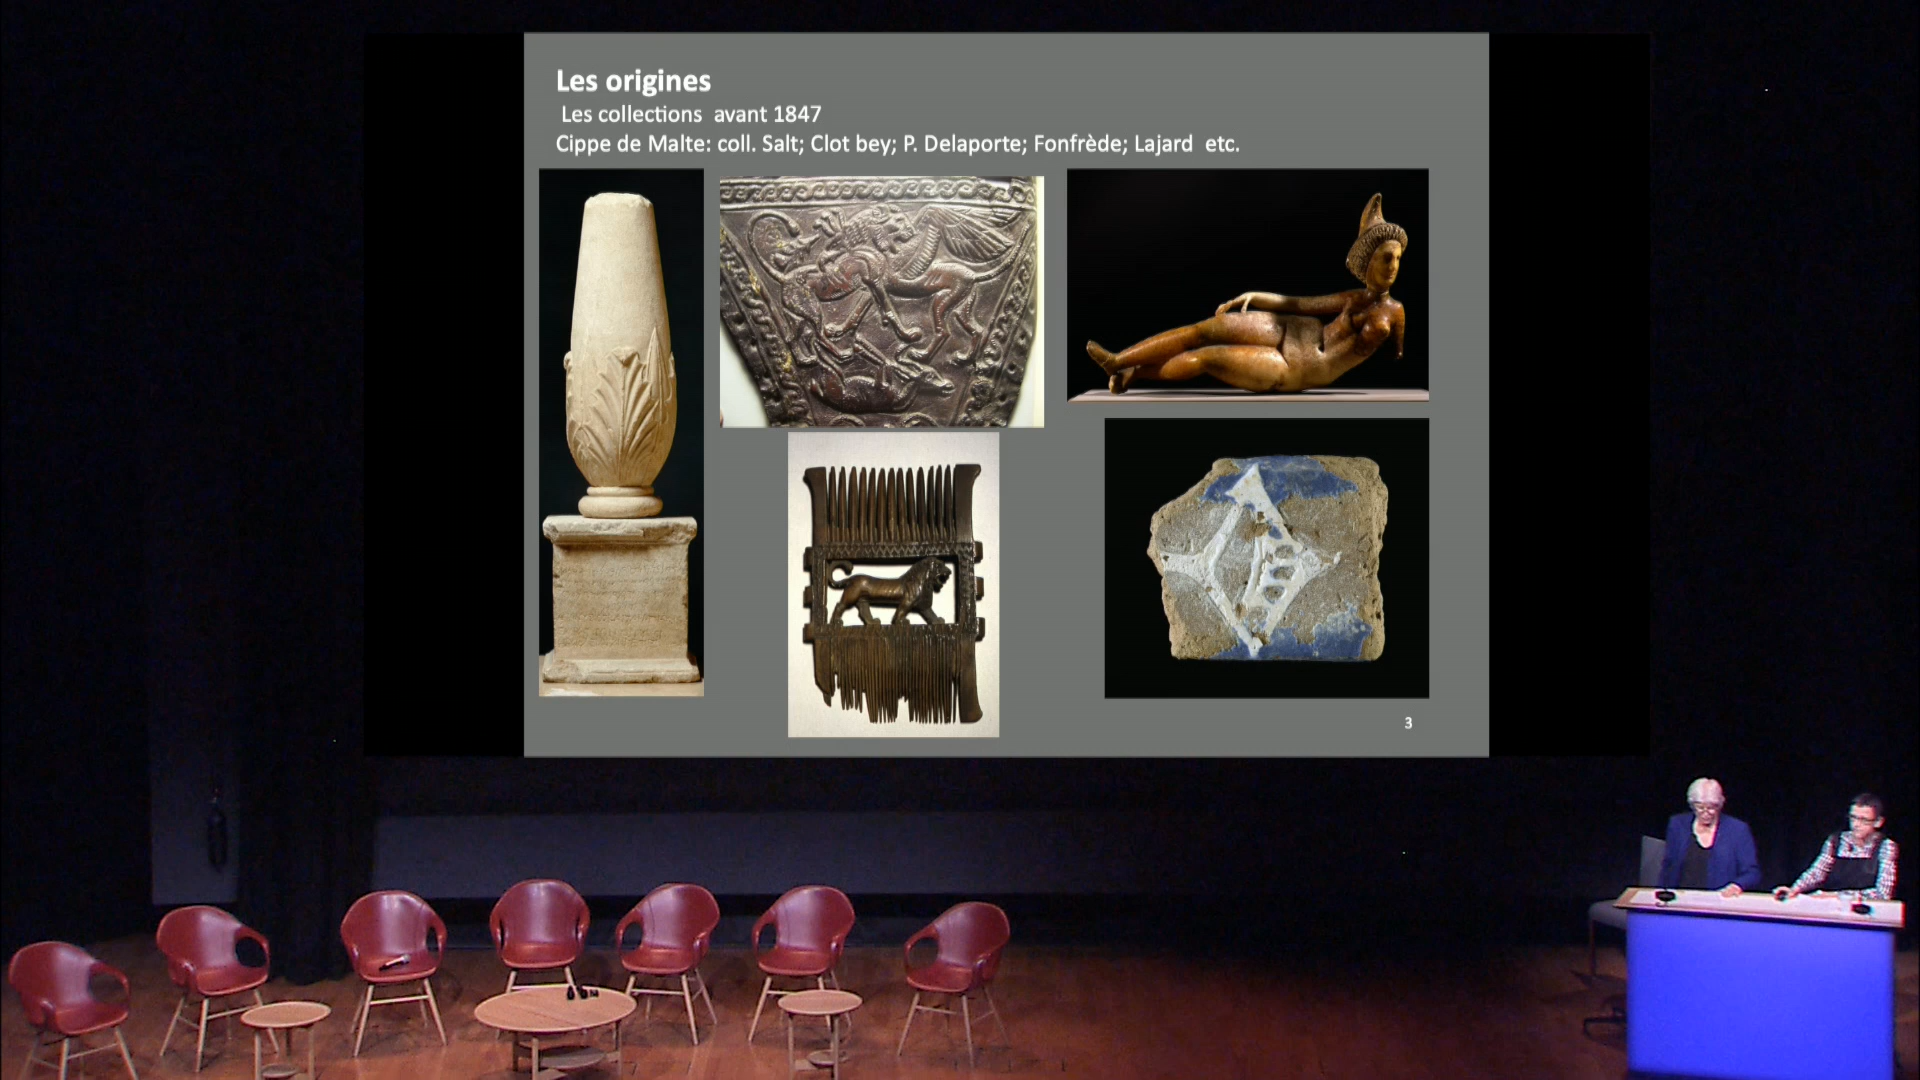 Les origines
Les collections avant 1847
Cippe de Malte: coll. Salt; Clot bey; P. Delaporte; Fonfrède; Lajard etc.
3